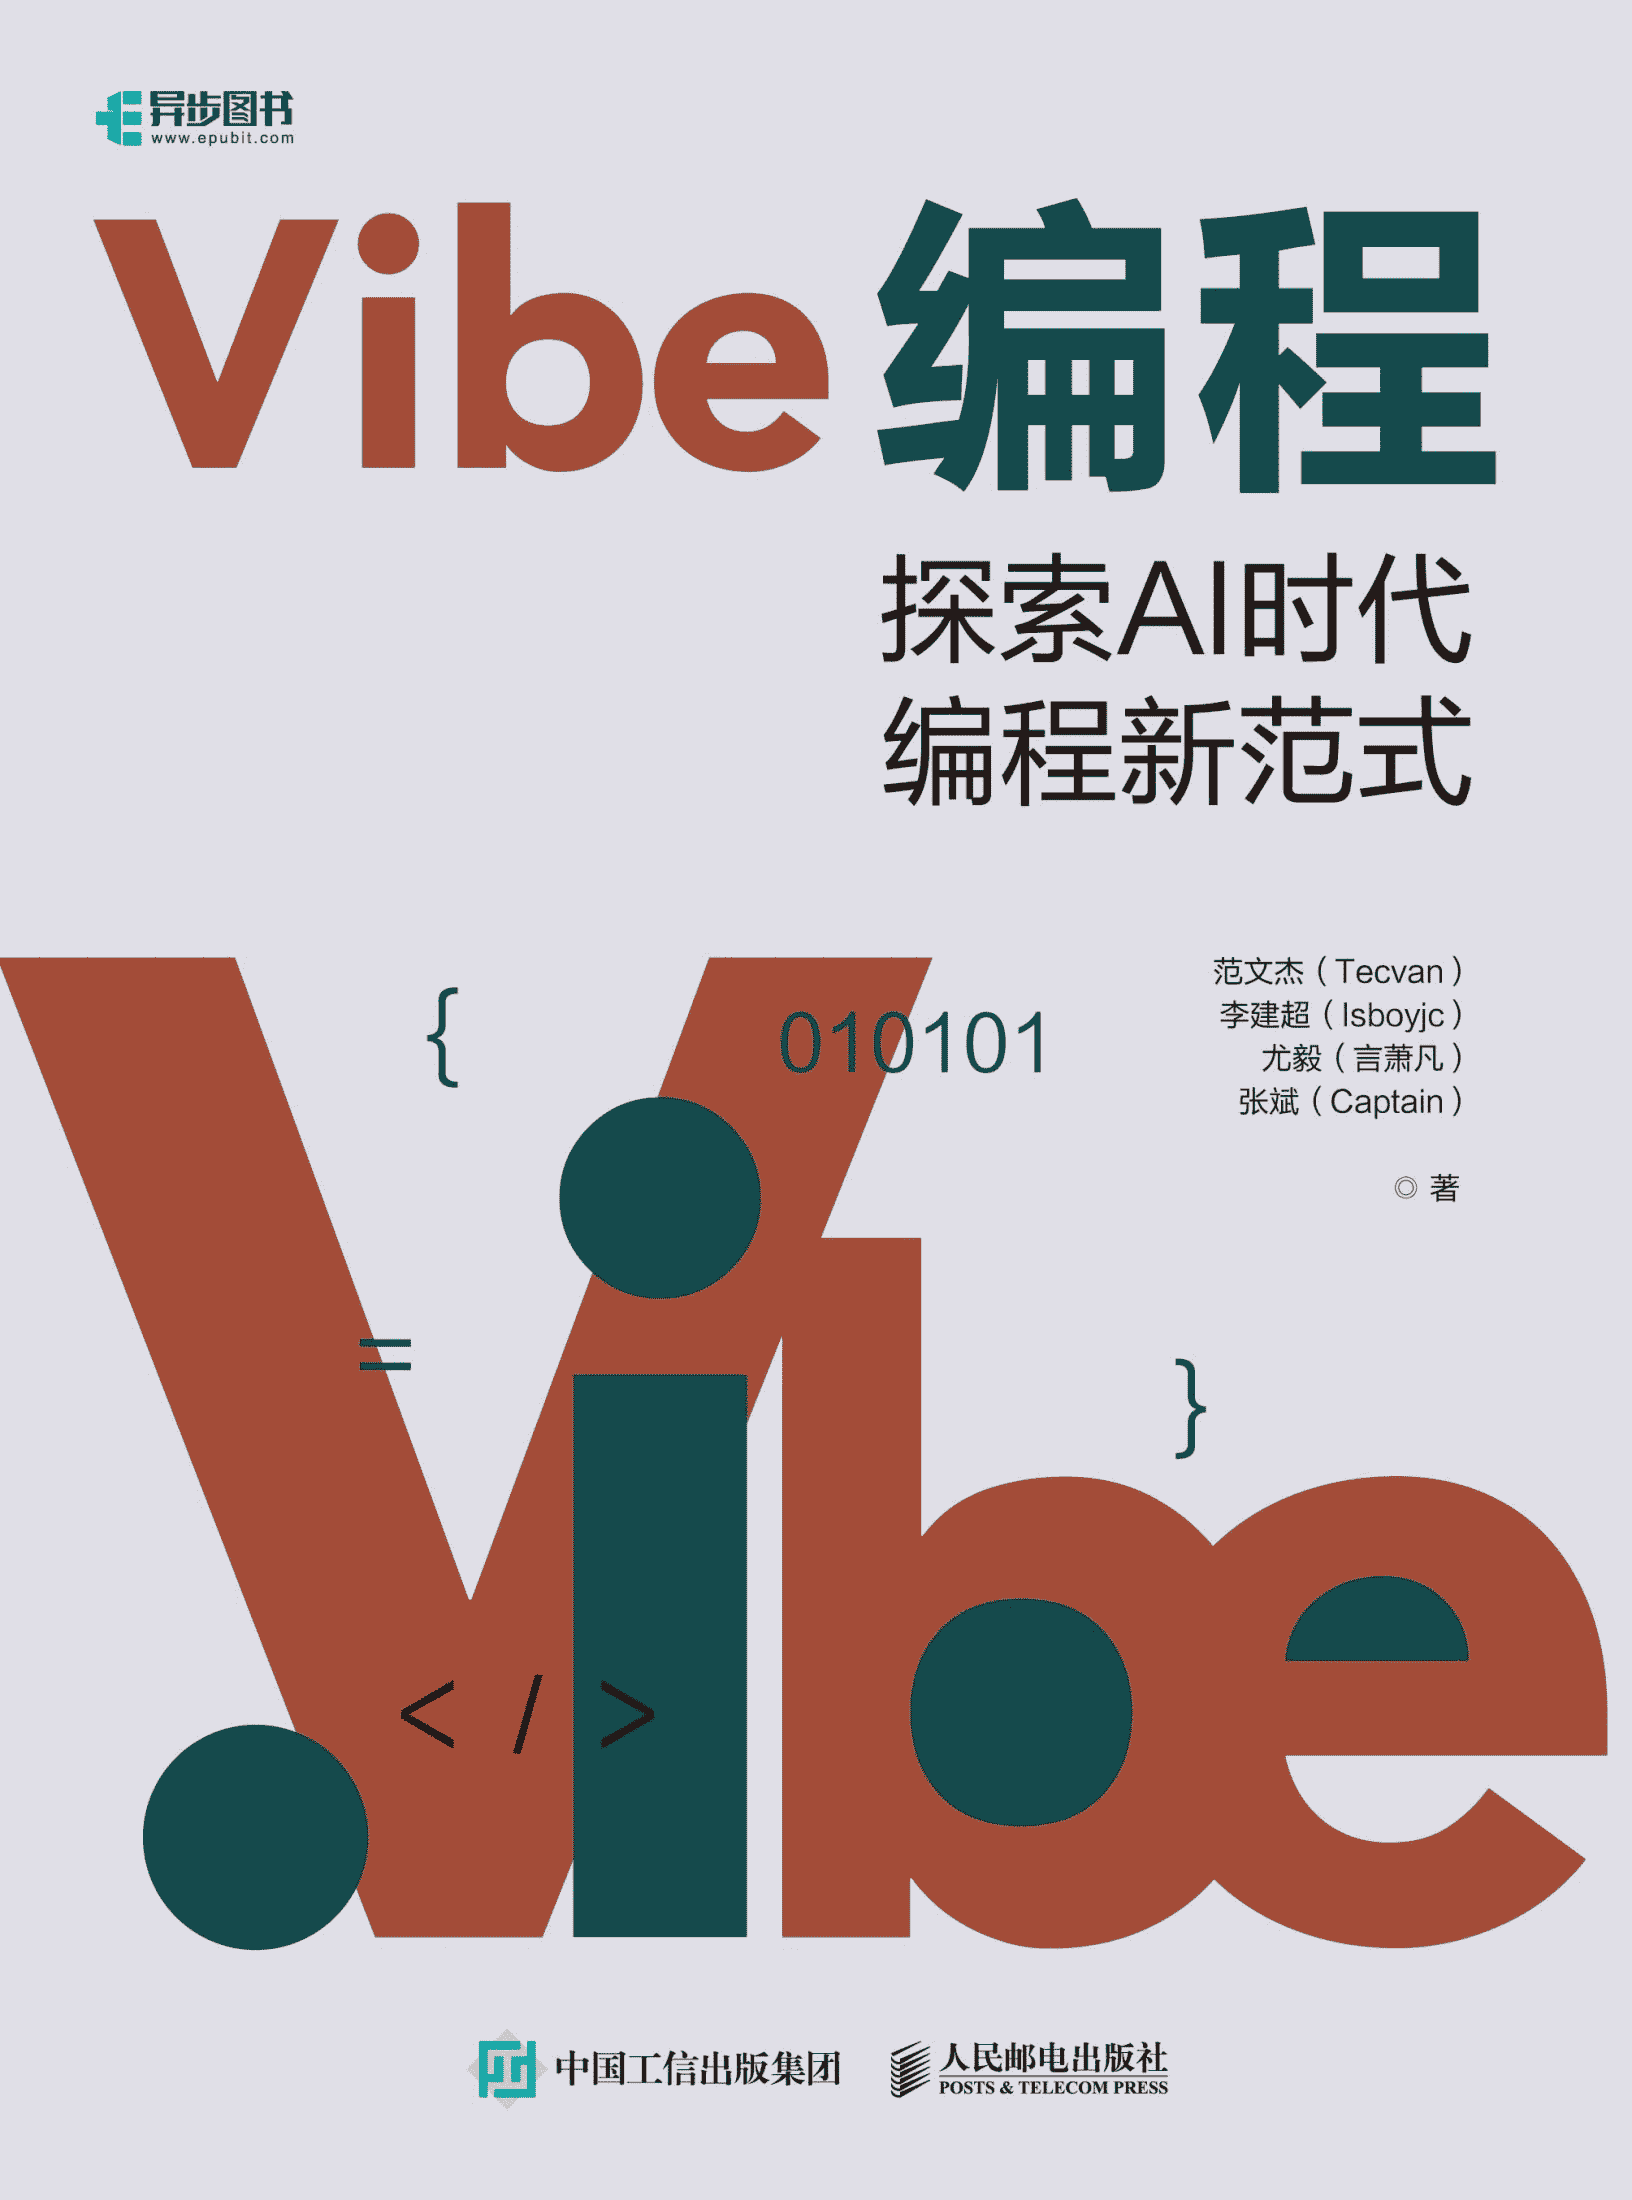 异步图书
www.epubit.com
Vibe编程
探索AI时代
编程新范式
范文杰（Tecvan）
李建超（Isboyjc）
尤毅（言萧凡）
张斌（Captain）
◎ 著
{
010101
=
}
< / >
Vibe
中国工信出版集团
人民邮电出版社
POSTS & TELECOM PRESS